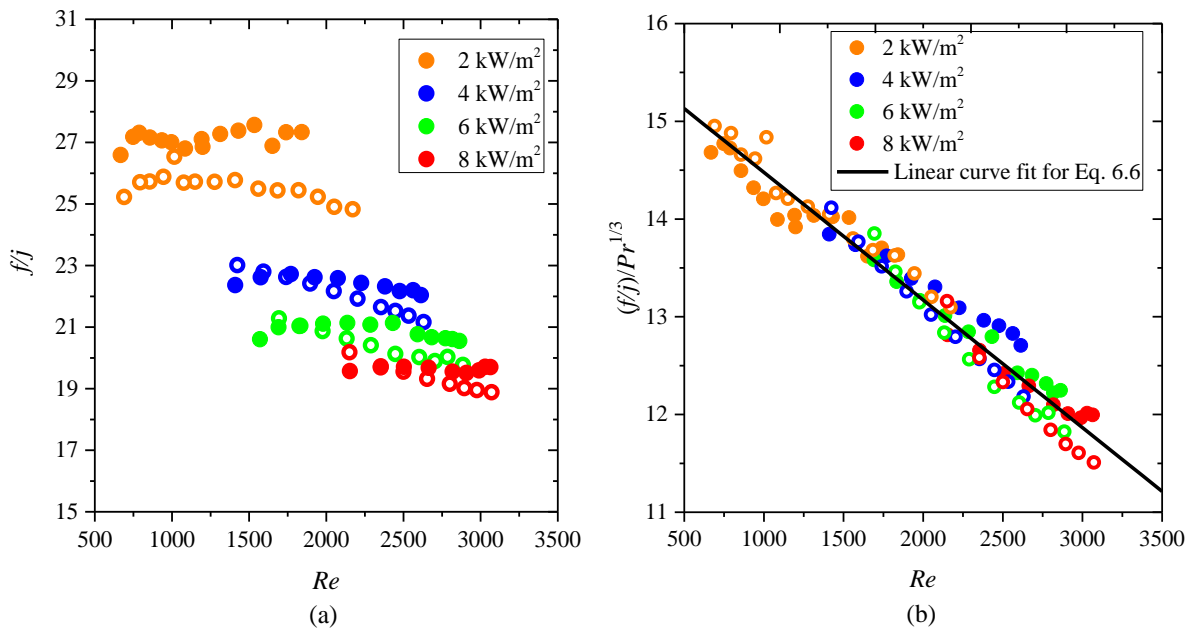 31
29
27
25
23
21
19
17
15
f/j
2 kW/m²
4 kW/m²
6 kW/m²
8 kW/m²
500 1000 1500 2000 2500 3000 3500
Re
(a)
16
15
14
13
12
11
(f/j)/Pr^1/3
2 kW/m²
4 kW/m²
6 kW/m²
8 kW/m²
Linear curve fit for Eq. 6.6
500 1000 1500 2000 2500 3000 3500
Re
(b)